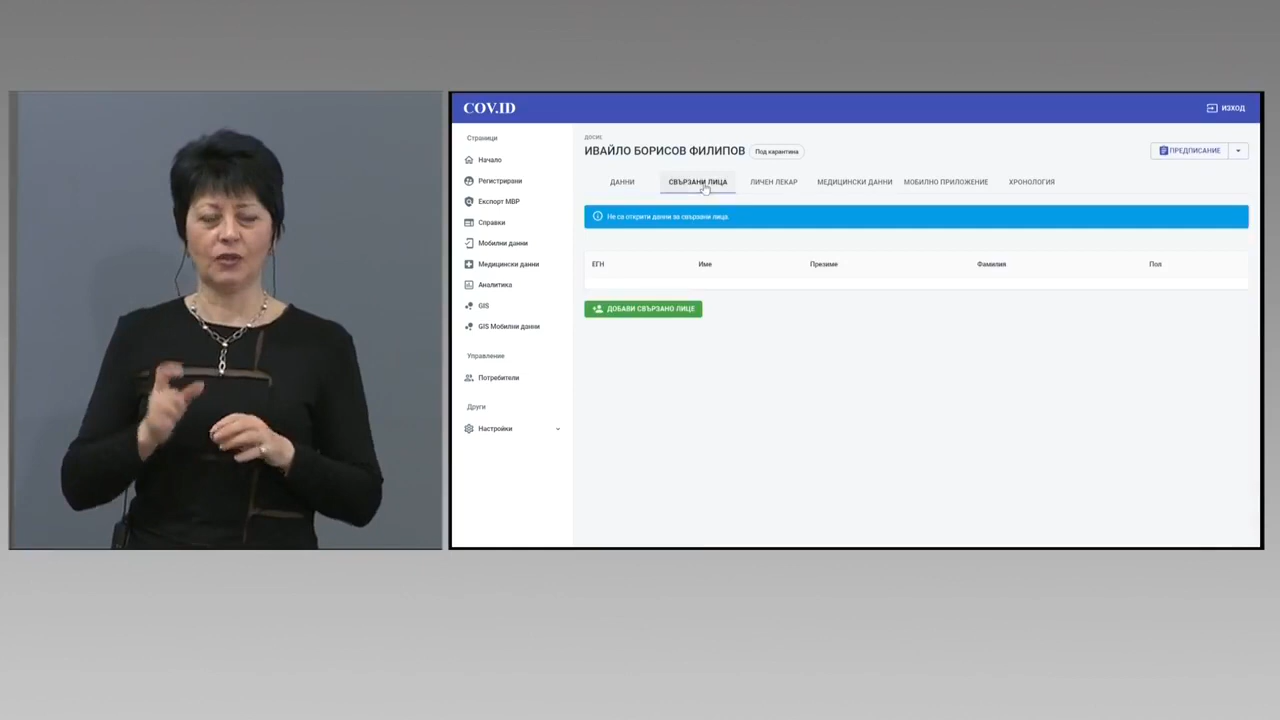 COV.ID
ИЗХОД
Страници
Начало
Регистрирани
Експорт МВР
Справки
Мобилни данни
Медицински данни
Аналитика
GIS
GIS Мобилни данни
Управление
Потребители
Други
Настройки
ДОСИЕ
ИВАЙЛО БОРИСОВ ФИЛИПОВ Под карантина
ПРЕДПИСАНИЕ
ДАННИ СВЪРЗАНИ ЛИЦА ЛИЧЕН ЛЕКАР МЕДИЦИНСКИ ДАННИ МОБИЛНО ПРИЛОЖЕНИЕ ХРОНОЛОГИЯ
Не са открити данни за свързани лица.
ЕГН Име Презиме Фамилия Пол
ДОБАВИ СВЪРЗАНО ЛИЦЕ